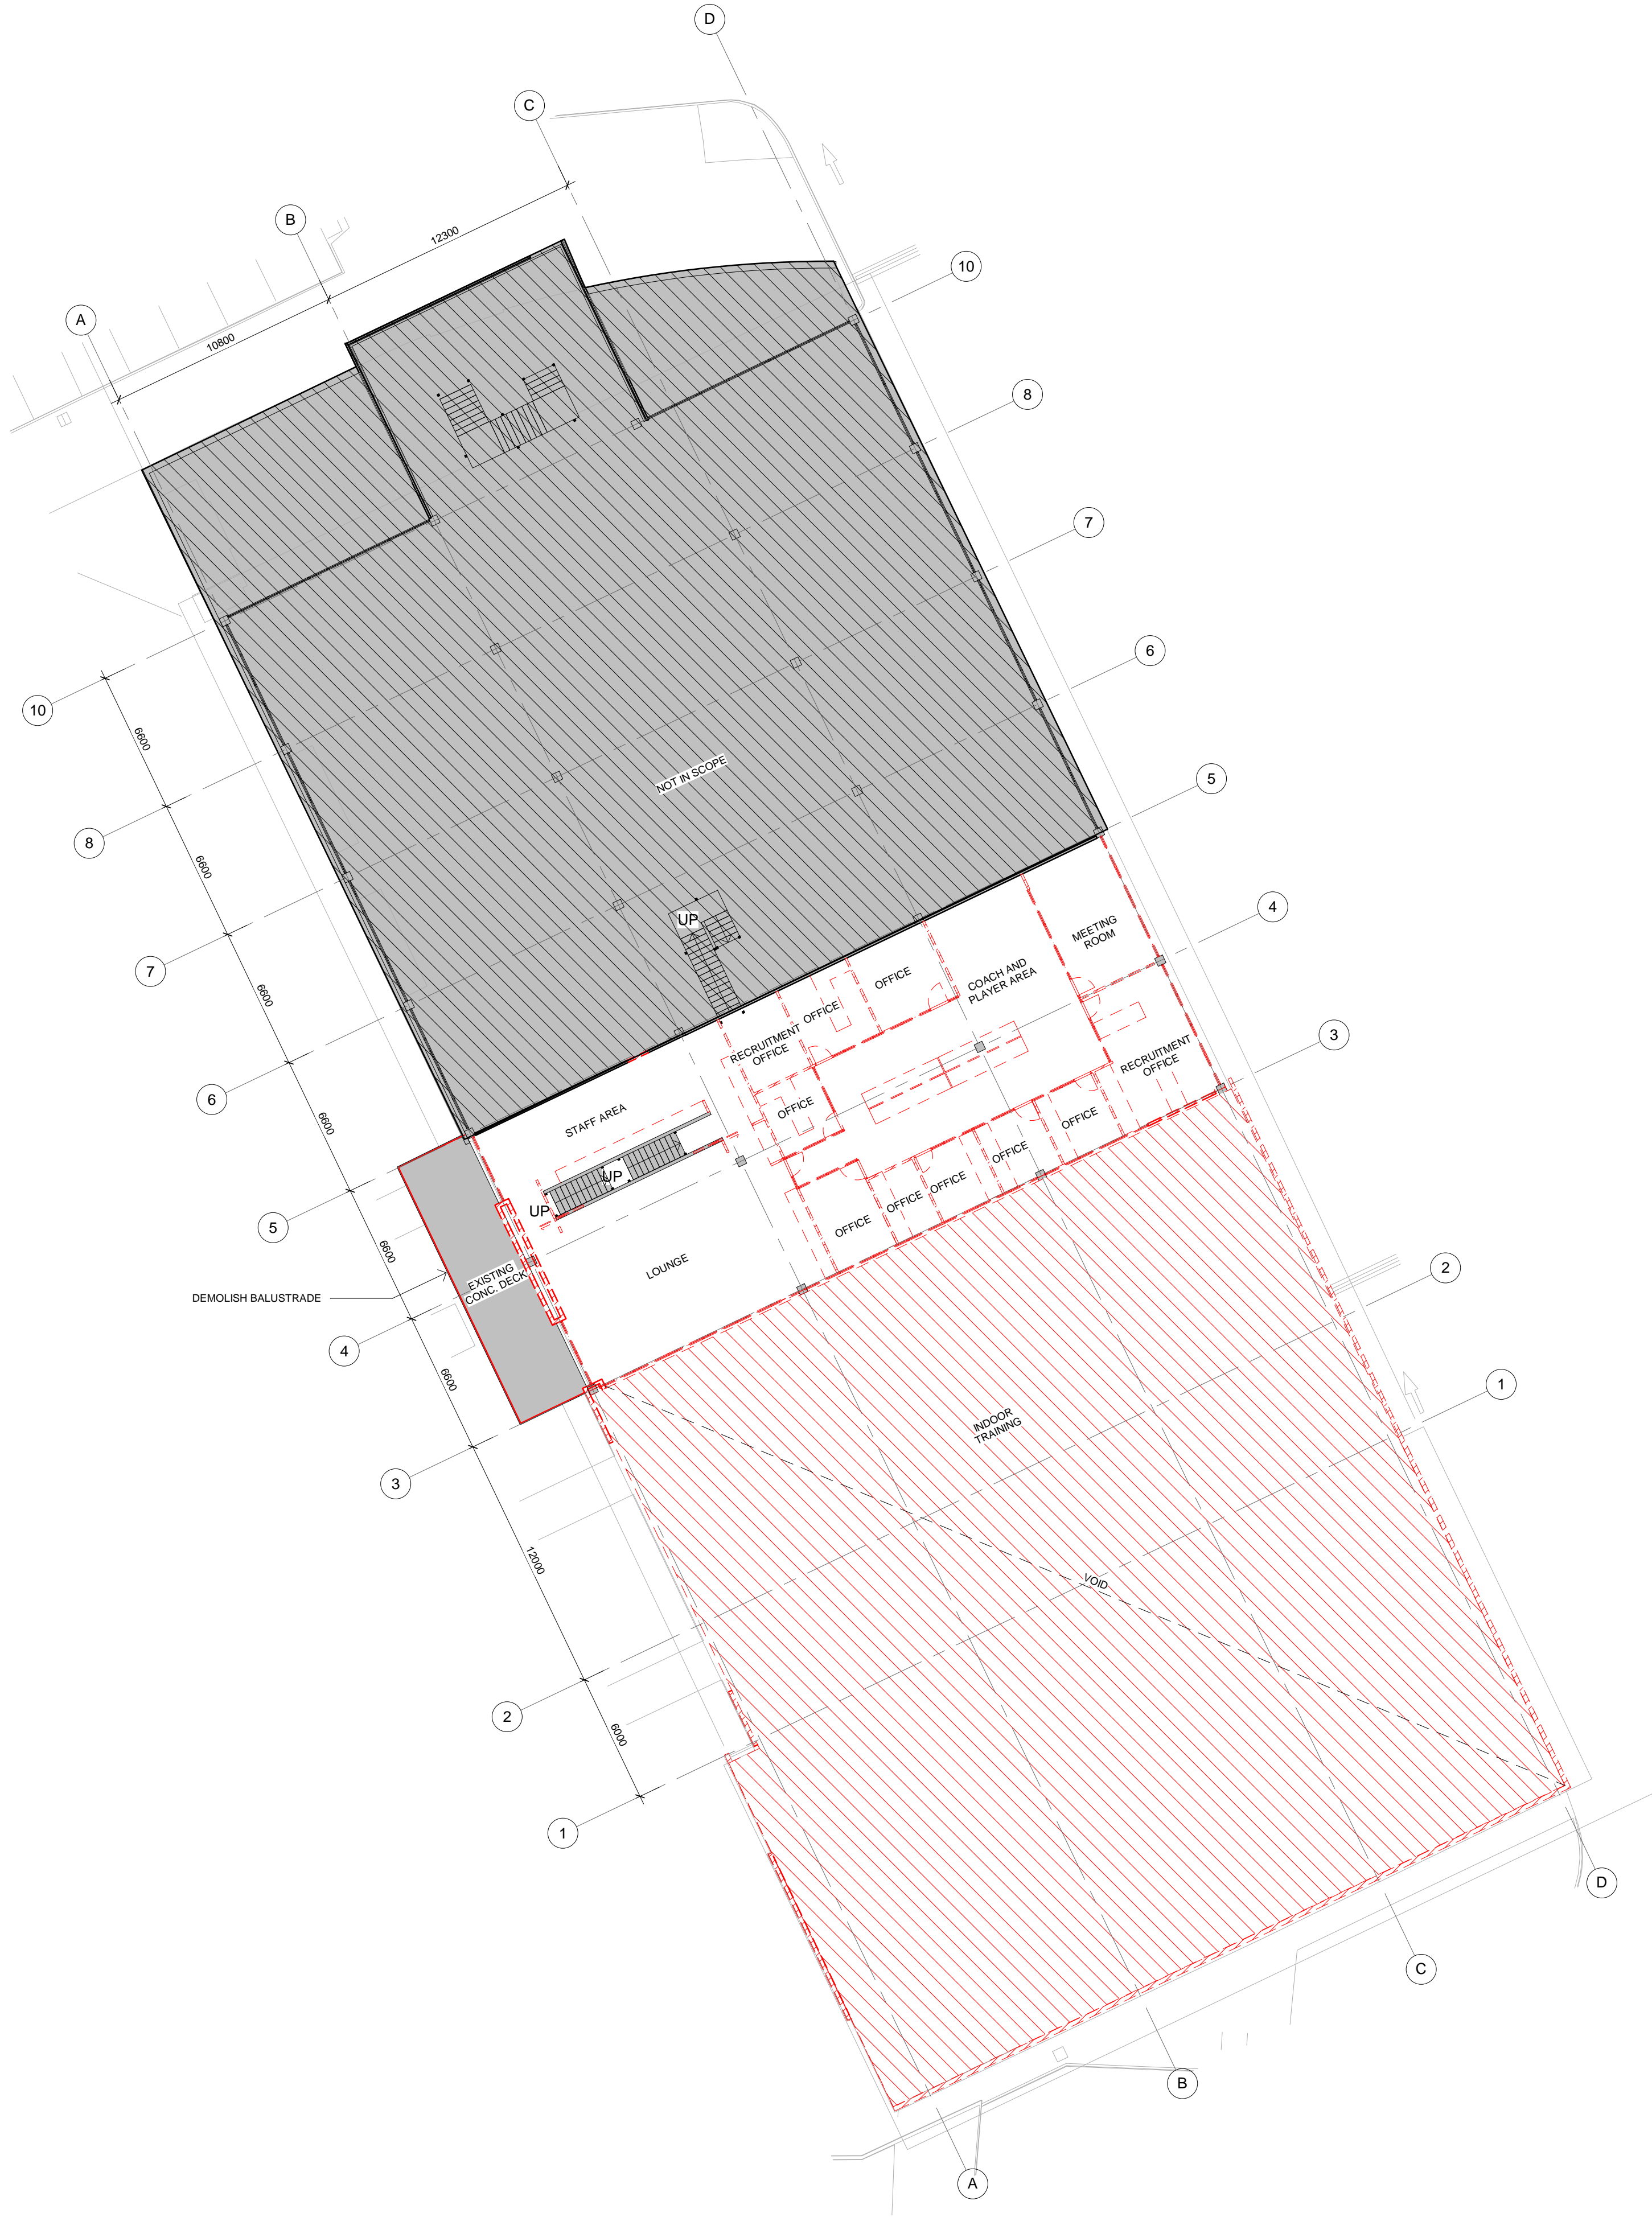 D
C
B
12300
A
10800
10
8
7
6
5
4
3
2
1
10
8
7
6
5
4
3
2
1
6600
6600
6600
6600
6600
6600
12000
6000
NOT IN SCOPE
UP
MEETING
ROOM
COACH AND
PLAYER AREA
OFFICE
OFFICE
RECRUITMENT
OFFICE
RECRUITMENT
OFFICE
OFFICE
STAFF AREA
OFFICE
OFFICE
OFFICE
OFFICE
OFFICE
UP
UP
LOUNGE
EXISTING
CONC. DECK
DEMOLISH BALUSTRADE
INDOOR
TRAINING
VOID
D
C
B
A